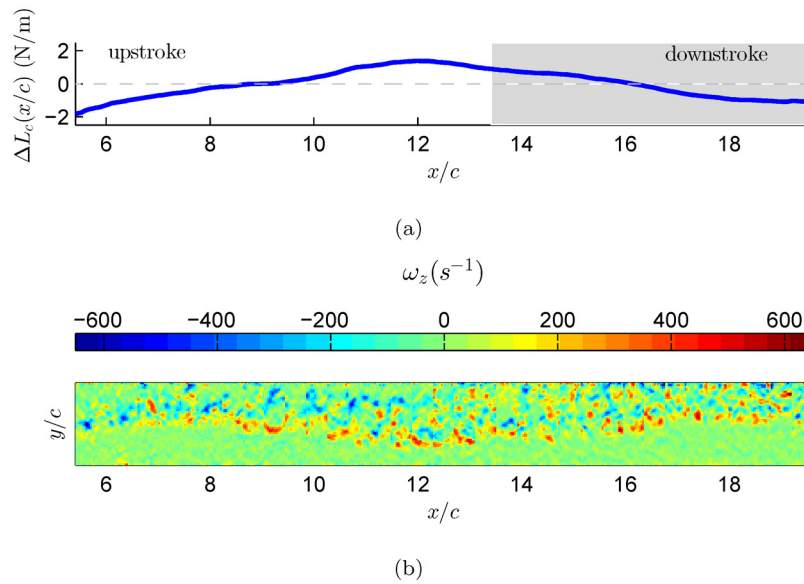 ΔL_c(x/c) (N/m)
2
0
−2
upstroke
downstroke
6 8 10 12 14 16 18
x/c
(a)
ω_z(s⁻¹)
−600 −400 −200 0 200 400 600
y/c
6 8 10 12 14 16 18
x/c
(b)